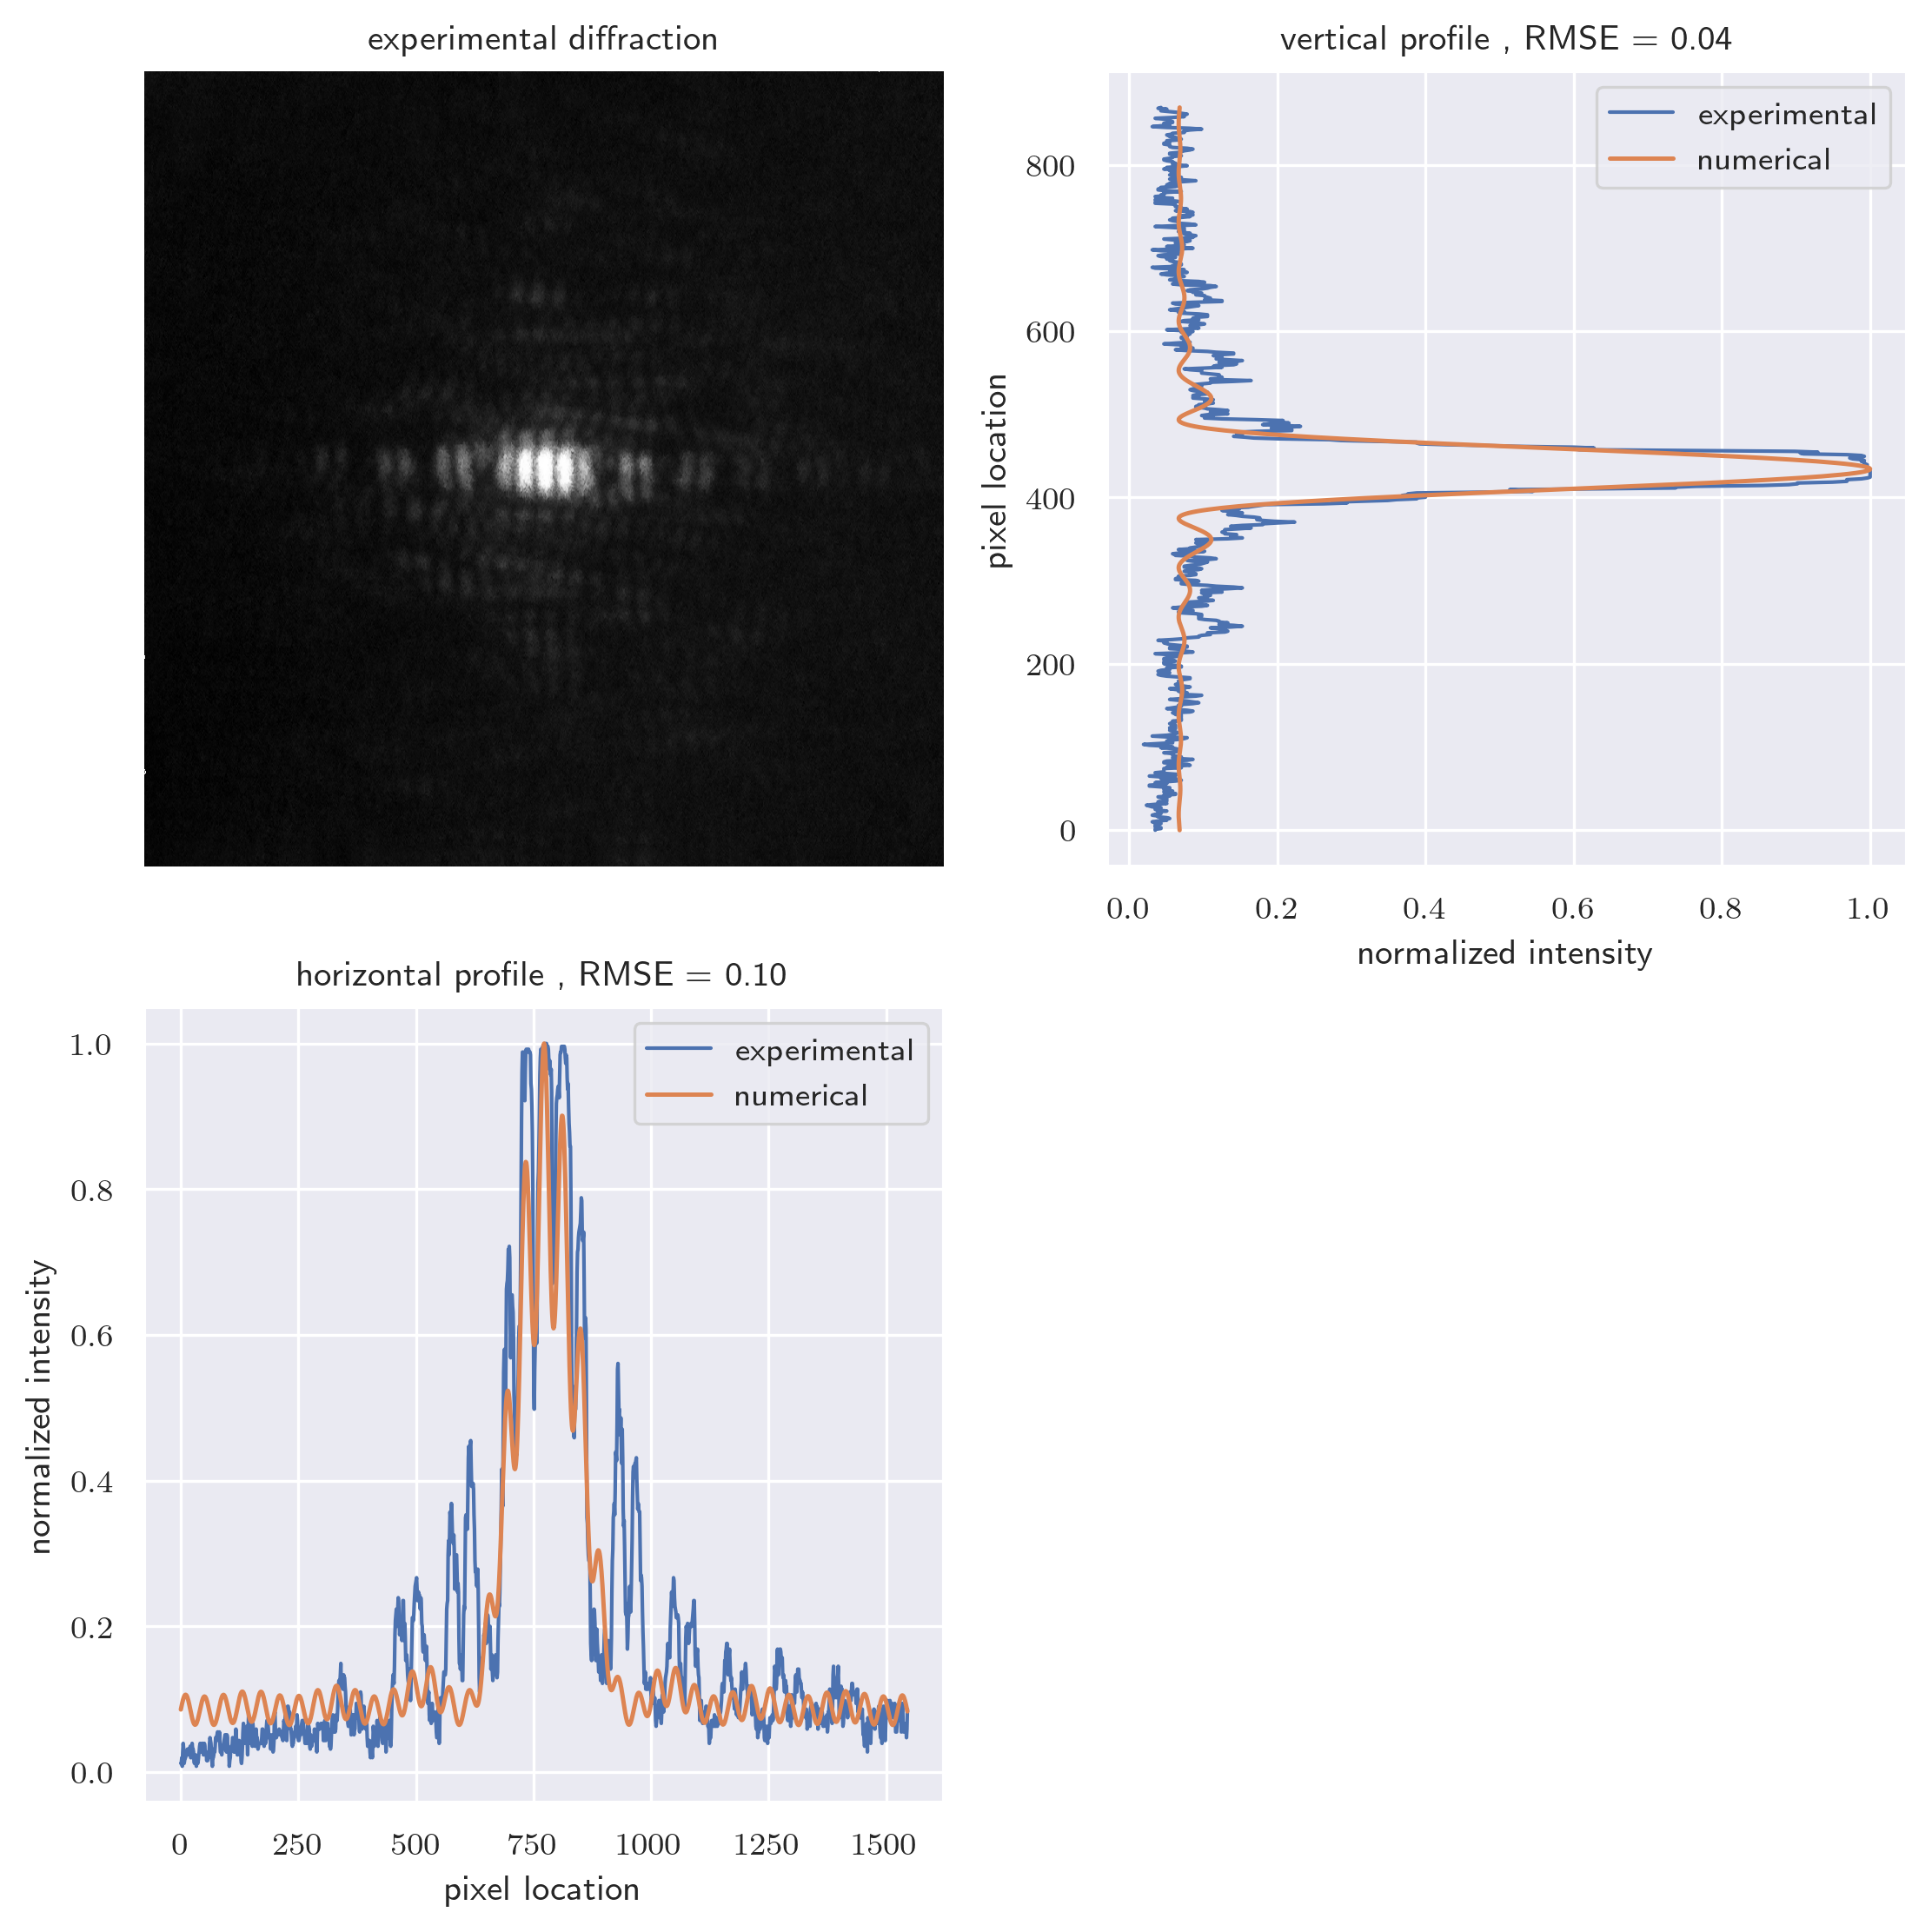 experimental diffraction
vertical profile , RMSE = 0.04
experimental
numerical
800
600
400
200
0
pixel location
0.0 0.2 0.4 0.6 0.8 1.0
normalized intensity
horizontal profile , RMSE = 0.10
experimental
numerical
1.0
0.8
0.6
0.4
0.2
0.0
normalized intensity
0 250 500 750 1000 1250 1500
pixel location